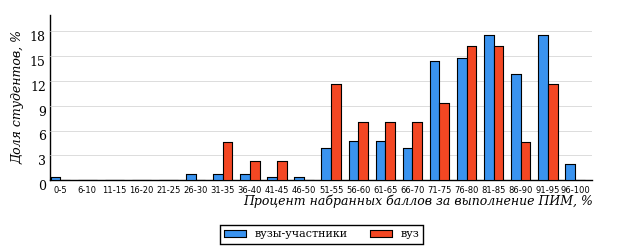 Доля студентов, %
18
15
12
9
6
3
0
0-5 6-10 11-15 16-20 21-25 26-30 31-35 36-40 41-45 46-50 51-55 56-60 61-65 66-70 71-75 76-80 81-85 86-90 91-95 96-100
Процент набранных баллов за выполнение ПИМ, %
вузы-участники вуз